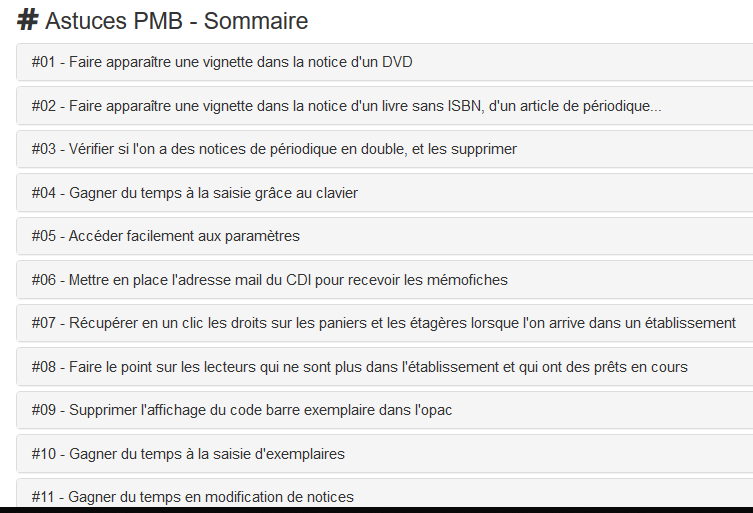 # Astuces PMB - Sommaire
#01 - Faire apparaître une vignette dans la notice d'un DVD
#02 - Faire apparaître une vignette dans la notice d'un livre sans ISBN, d'un article de périodique...
#03 - Vérifier si l'on a des notices de périodique en double, et les supprimer
#04 - Gagner du temps à la saisie grâce au clavier
#05 - Accéder facilement aux paramètres
#06 - Mettre en place l'adresse mail du CDI pour recevoir les mémofiches
#07 - Récupérer en un clic les droits sur les paniers et les étagères lorsque l'on arrive dans un établissement
#08 - Faire le point sur les lecteurs qui ne sont plus dans l'établissement et qui ont des prêts en cours
#09 - Supprimer l'affichage du code barre exemplaire dans l'opac
#10 - Gagner du temps à la saisie d'exemplaires
#11 - Gagner du temps en modification de notices